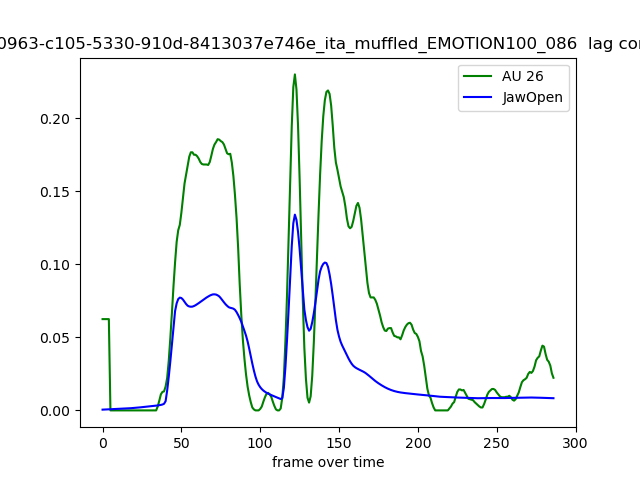 0963-c105-5330-910d-8413037e746e_ita_muffled_EMOTION100_086 lag
AU 26
JawOpen
0.20
0.15
0.10
0.05
0.00
0 50 100 150 200 250 300
frame over time